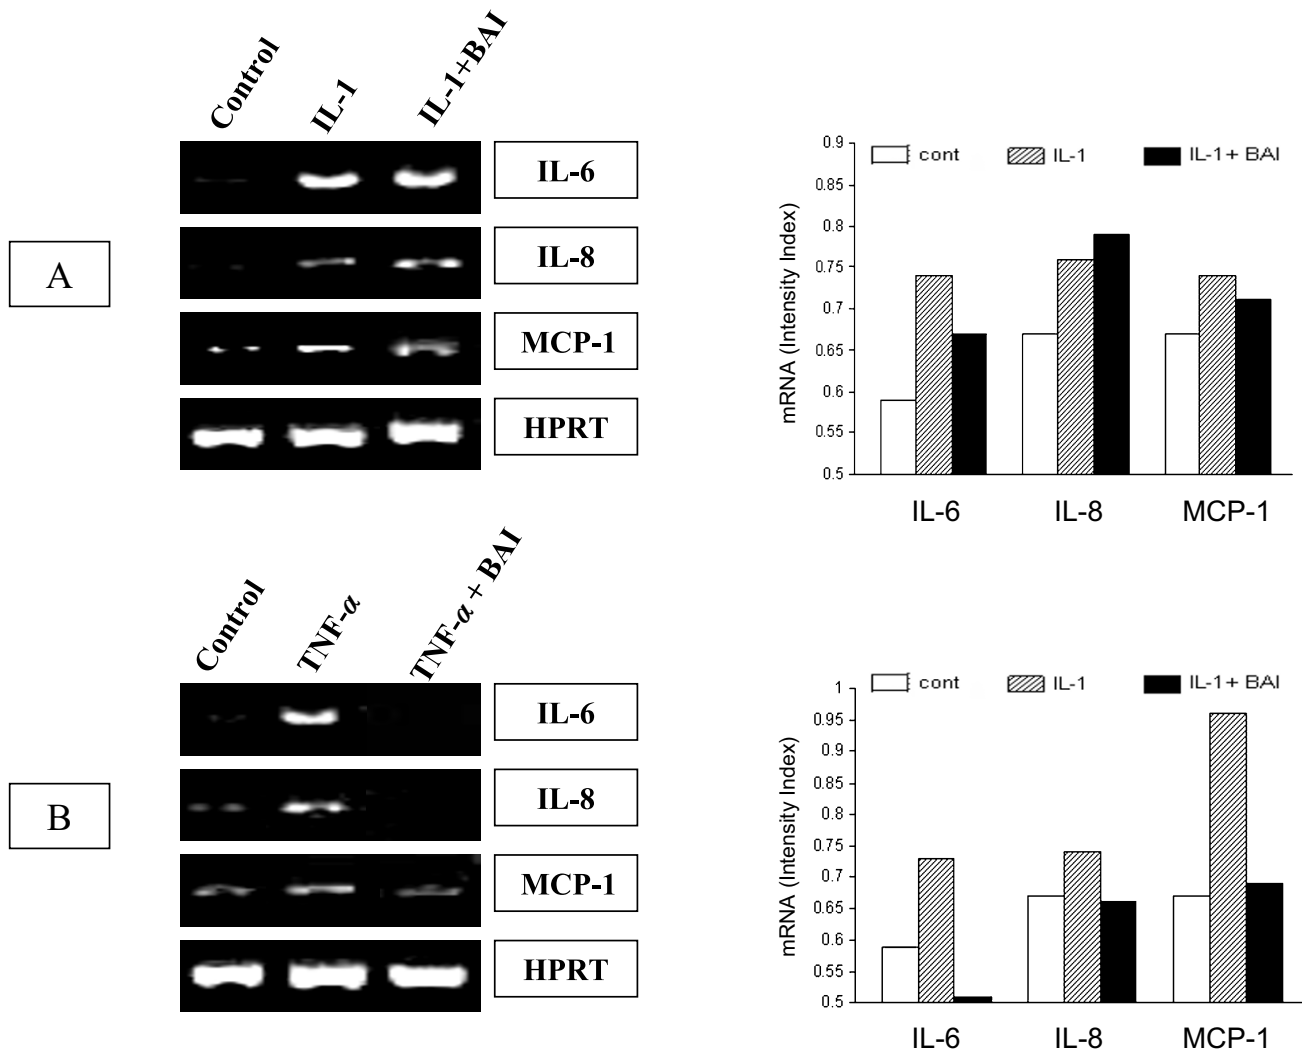 Control
IL-1
IL-1+BAI
A
IL-6
IL-8
MCP-1
HPRT
cont
IL-1
IL-1+ BAI
mRNA (Intensity Index)
0.9
0.85
0.8
0.75
0.7
0.65
0.6
0.55
0.5
IL-6
IL-8
MCP-1
Control
TNF-α
TNF-α + BAI
B
IL-6
IL-8
MCP-1
HPRT
cont
IL-1
IL-1+ BAI
mRNA (Intensity Index)
1
0.95
0.9
0.85
0.8
0.75
0.7
0.65
0.6
0.55
0.5
IL-6
IL-8
MCP-1